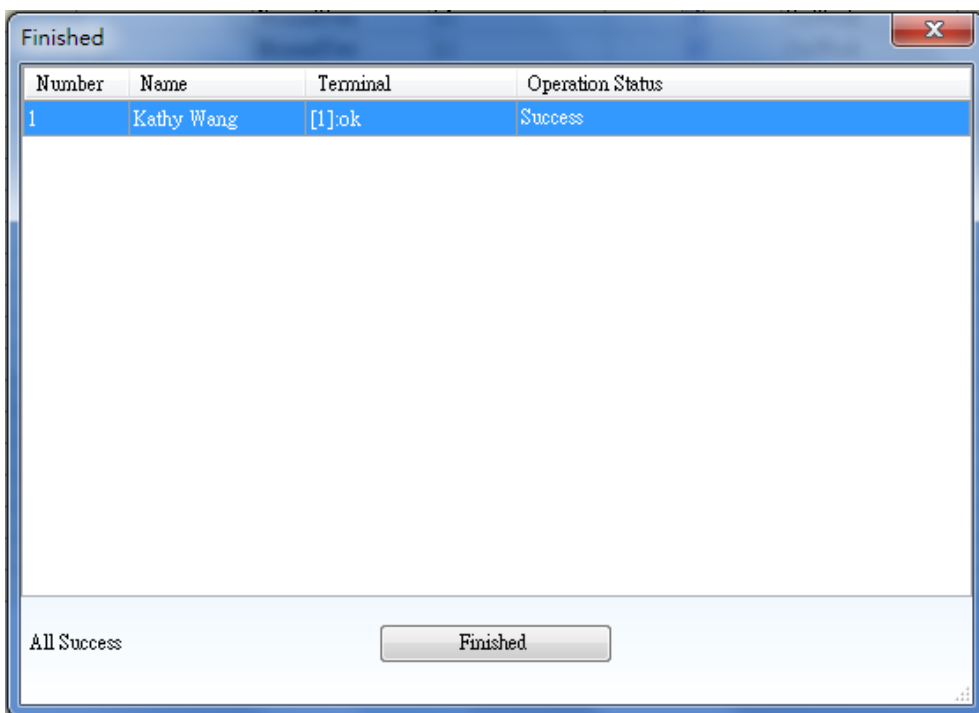 Finished
Number Name Terminal Operation Status
1 Kathy Wang [1]:ok Success
All Success Finished